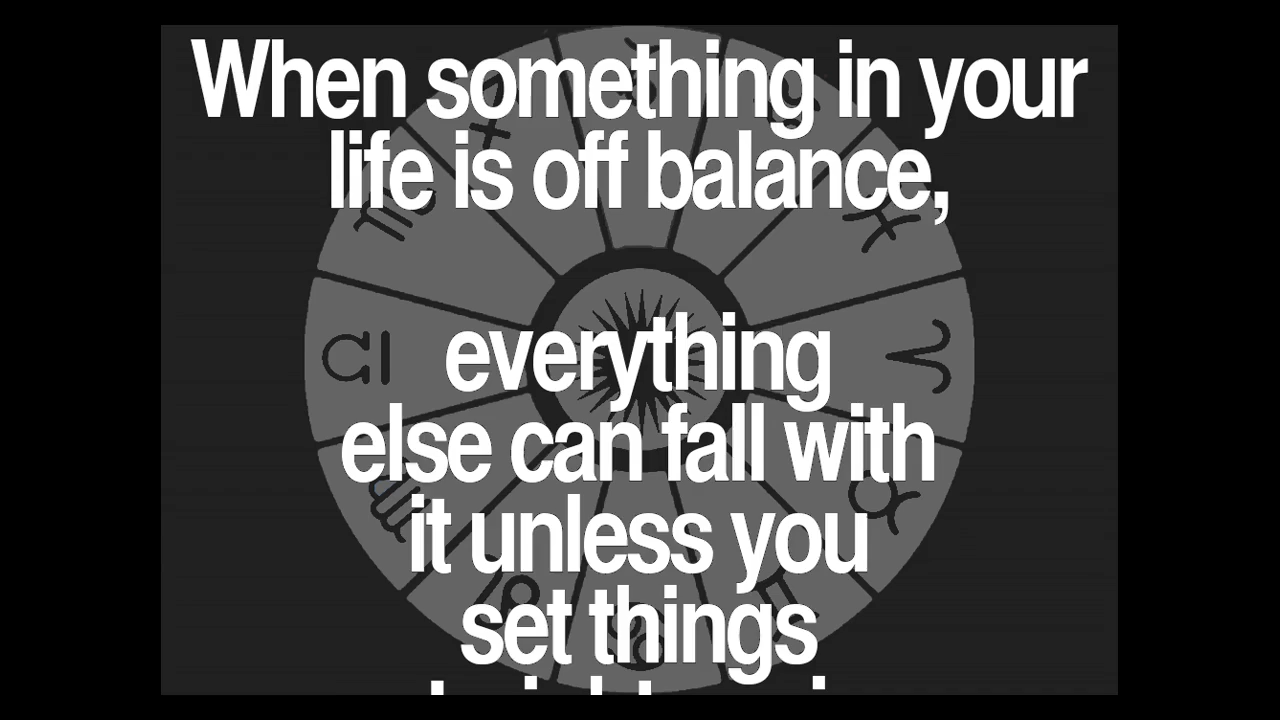 When something in your
life is off balance,
everything
else can fall with
it unless you
set things